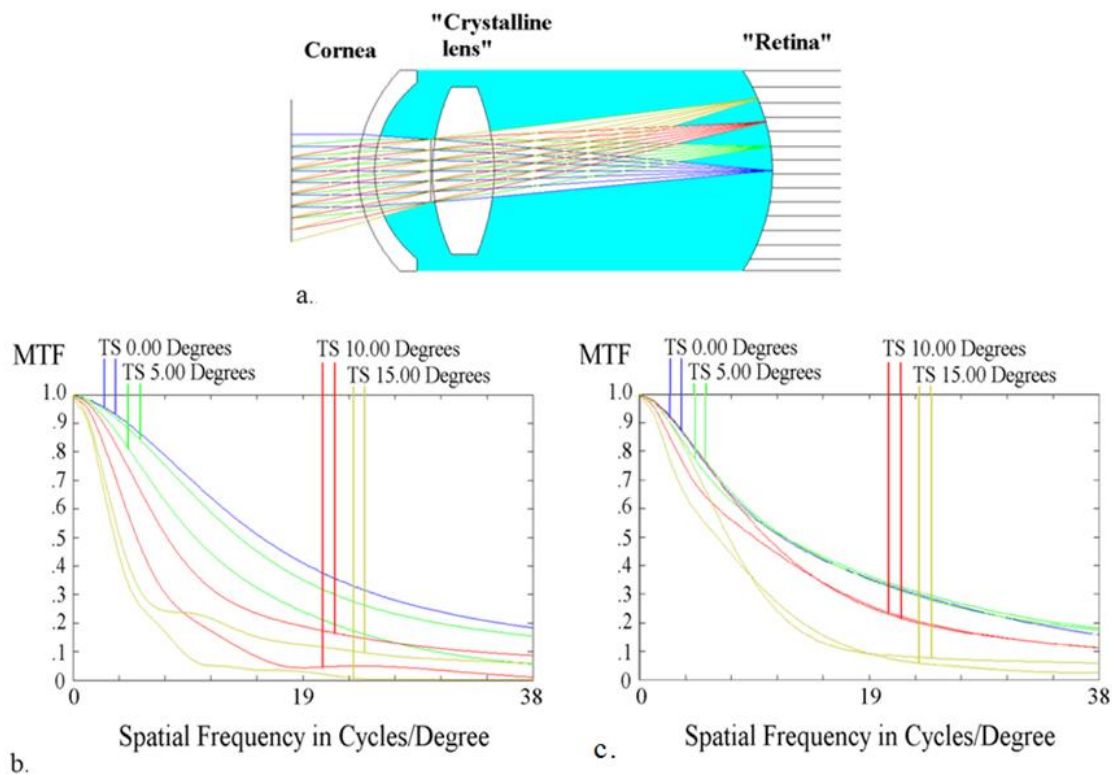 "Crystalline
lens"
Cornea
"Retina"
a.
MTF
TS 0.00 Degrees
TS 5.00 Degrees
TS 10.00 Degrees
TS 15.00 Degrees
1.0
.9
.8
.7
.6
.5
.4
.3
.2
.1
0
0 19 38
Spatial Frequency in Cycles/Degree
b.
MTF
TS 0.00 Degrees
TS 5.00 Degrees
TS 10.00 Degrees
TS 15.00 Degrees
1.0
.9
.8
.7
.6
.5
.4
.3
.2
.1
0
0 19 38
Spatial Frequency in Cycles/Degree
c.